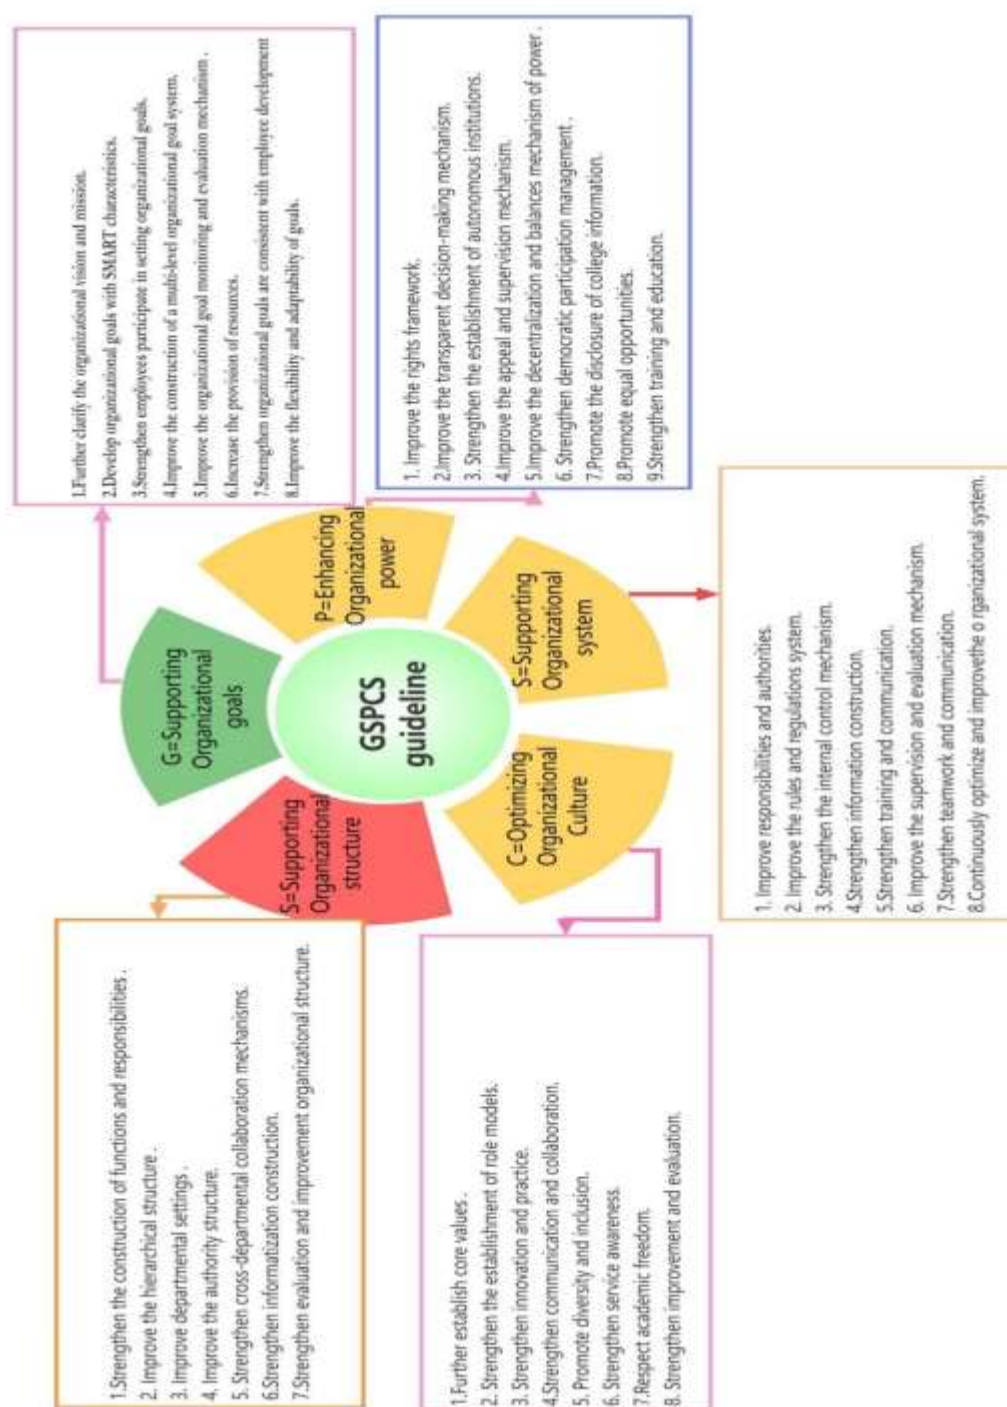 1.Further clarify the organizational vision and mission.
2.Develop organizational goals with SMART characteristics.
3.Strengthen employees participate in setting organizational goals.
4.Improve the construction of a multi-level organizational goal system.
5.Improve the organizational goal monitoring and evaluation mechanism .
6.Increase the provision of resources.
7.Strengthen organizational goals are consistent with employee development
8.Improve the flexibility and adaptability of goals.
1. Improve the rights framework.
2.Improve the transparent decision-making mechanism.
3. Strengthen the establishment of autonomous institutions.
4.Improve the appeal and supervision mechanism.
5.Improve the decentralization and balances mechanism of power .
6. Strengthen democratic participation management .
7.Promote the disclosure of college information.
8.Promote equal opportunities.
9.Strengthen training and education.
G=Supporting
Organizational
goals
P=Enhancing
Organizational
power
S=Supporting
Organizational
structure
GSPCS
guideline
S=Supporting
Organizational
system
C=Optimizing
Organizational
Culture
1.Strengthen the construction of functions and responsibilities .
2. Improve the hierarchical structure .
3. Improve departmental settings .
4. Improve the authority structure.
5. Strengthen cross-departmental collaboration mechanisms.
6.Strengthen informatization construction.
7.Strengthen evaluation and improvement organizational structure.
1.Further establish core values .
2. Strengthen the establishment of role models.
3. Strengthen innovation and practice.
4.Strengthen communication and collaboration.
5. Promote diversity and inclusion.
6. Strengthen service awareness.
7.Respect academic freedom.
8. Strengthen improvement and evaluation.
1. Improve responsibilities and authorities.
2. Improve the rules and regulations system.
3. Strengthen the internal control mechanism.
4.Strengthen information construction.
5.Strengthen training and communication.
6. Improve the supervision and evaluation mechanism.
7.Strengthen teamwork and communication.
8.Continuously optimize and improvethe o rganizational system.